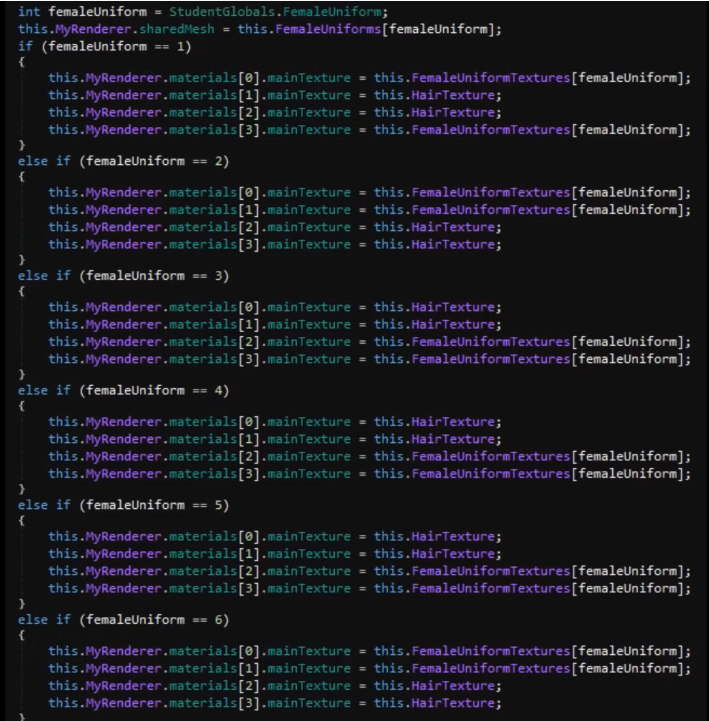 int femaleUniform = StudentGlobals.FemaleUniform;
this.MyRenderer.sharedMesh = this.FemaleUniforms[femaleUniform];
if (femaleUniform == 1)
{
    this.MyRenderer.materials[0].mainTexture = this.FemaleUniformTextures[femaleUniform];
    this.MyRenderer.materials[1].mainTexture = this.HairTexture;
    this.MyRenderer.materials[2].mainTexture = this.HairTexture;
    this.MyRenderer.materials[3].mainTexture = this.FemaleUniformTextures[femaleUniform];
}
else if (femaleUniform == 2)
{
    this.MyRenderer.materials[0].mainTexture = this.FemaleUniformTextures[femaleUniform];
    this.MyRenderer.materials[1].mainTexture = this.FemaleUniformTextures[femaleUniform];
    this.MyRenderer.materials[2].mainTexture = this.HairTexture;
    this.MyRenderer.materials[3].mainTexture = this.HairTexture;
}
else if (femaleUniform == 3)
{
    this.MyRenderer.materials[0].mainTexture = this.HairTexture;
    this.MyRenderer.materials[1].mainTexture = this.HairTexture;
    this.MyRenderer.materials[2].mainTexture = this.FemaleUniformTextures[femaleUniform];
    this.MyRenderer.materials[3].mainTexture = this.FemaleUniformTextures[femaleUniform];
}
else if (femaleUniform == 4)
{
    this.MyRenderer.materials[0].mainTexture = this.HairTexture;
    this.MyRenderer.materials[1].mainTexture = this.HairTexture;
    this.MyRenderer.materials[2].mainTexture = this.FemaleUniformTextures[femaleUniform];
    this.MyRenderer.materials[3].mainTexture = this.FemaleUniformTextures[femaleUniform];
}
else if (femaleUniform == 5)
{
    this.MyRenderer.materials[0].mainTexture = this.HairTexture;
    this.MyRenderer.materials[1].mainTexture = this.HairTexture;
    this.MyRenderer.materials[2].mainTexture = this.FemaleUniformTextures[femaleUniform];
    this.MyRenderer.materials[3].mainTexture = this.FemaleUniformTextures[femaleUniform];
}
else if (femaleUniform == 6)
{
    this.MyRenderer.materials[0].mainTexture = this.FemaleUniformTextures[femaleUniform];
    this.MyRenderer.materials[1].mainTexture = this.FemaleUniformTextures[femaleUniform];
    this.MyRenderer.materials[2].mainTexture = this.HairTexture;
    this.MyRenderer.materials[3].mainTexture = this.HairTexture;
}